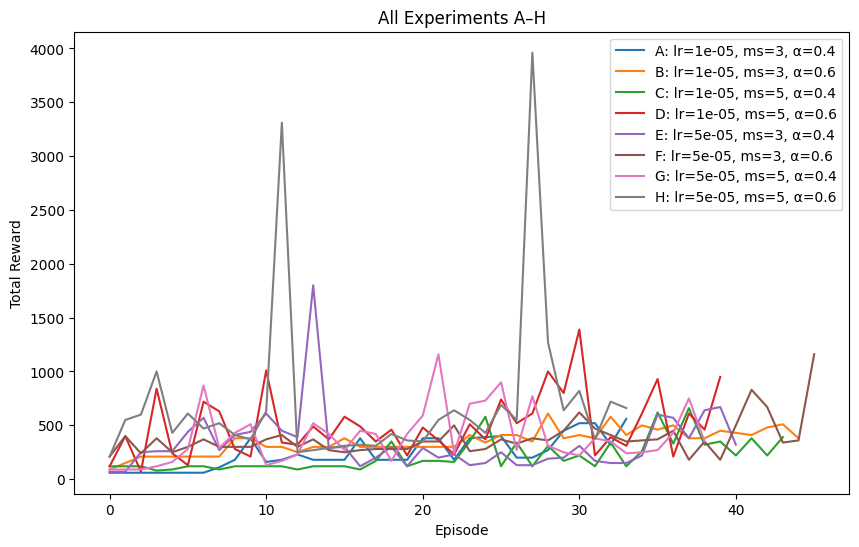 All Experiments A–H
4000
3500
3000
2500
2000
1500
1000
500
0
Total Reward
A: lr=1e-05, ms=3, α=0.4
B: lr=1e-05, ms=3, α=0.6
C: lr=1e-05, ms=5, α=0.4
D: lr=1e-05, ms=5, α=0.6
E: lr=5e-05, ms=3, α=0.4
F: lr=5e-05, ms=3, α=0.6
G: lr=5e-05, ms=5, α=0.4
H: lr=5e-05, ms=5, α=0.6
0 10 20 30 40
Episode